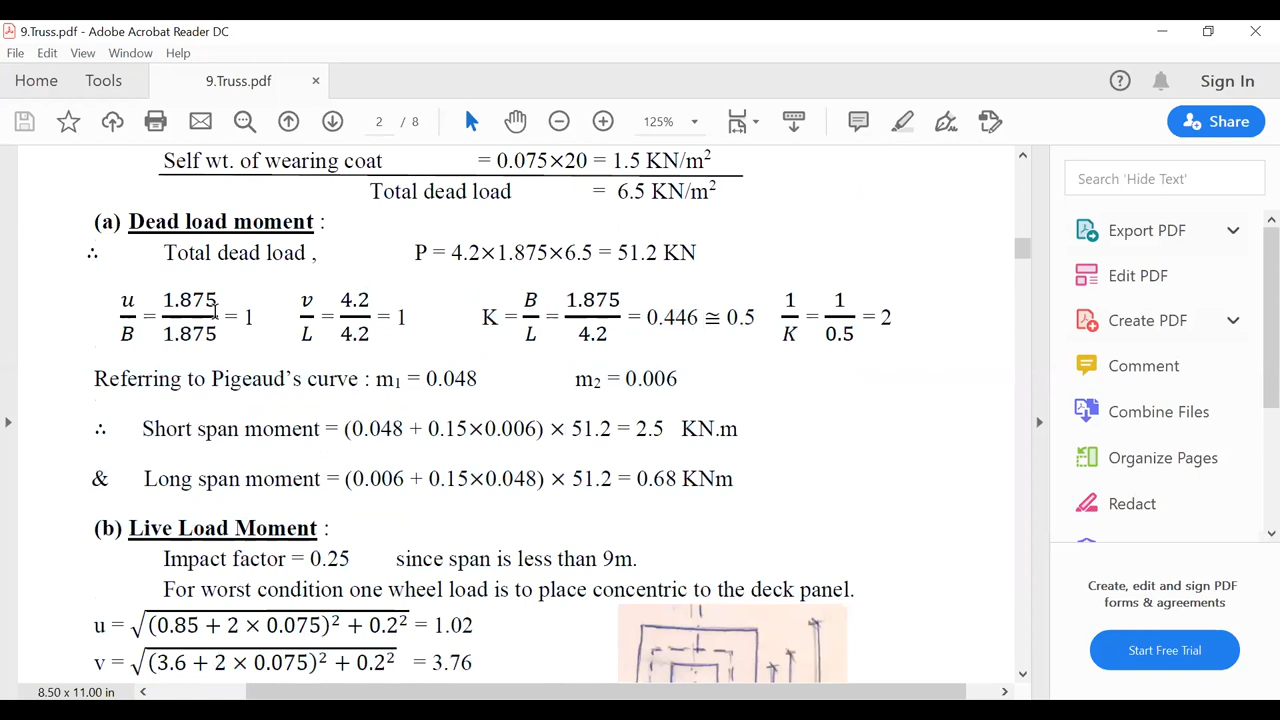 9.Truss.pdf - Adobe Acrobat Reader DC
File Edit View Window Help
Home Tools 9.Truss.pdf × Sign In
2 / 8 125% Share
Self wt. of wearing coat = 0.075×20 = 1.5 KN/m²
Total dead load = 6.5 KN/m²
(a) Dead load moment :
∴ Total dead load , P = 4.2×1.875×6.5 = 51.2 KN
u/B = 1.875/1.875 = 1 v/L = 4.2/4.2 = 1 K = B/L = 1.875/4.2 = 0.446 ≅ 0.5 1/K = 1/0.5 = 2
Referring to Pigeaud’s curve : m₁ = 0.048 m₂ = 0.006
∴ Short span moment = (0.048 + 0.15×0.006) × 51.2 = 2.5 KN.m
& Long span moment = (0.006 + 0.15×0.048) × 51.2 = 0.68 KNm
(b) Live Load Moment :
Impact factor = 0.25 since span is less than 9m.
For worst condition one wheel load is to place concentric to the deck panel.
u = √(0.85 + 2 × 0.075)² + 0.2² = 1.02
v = √(3.6 + 2 × 0.075)² + 0.2² = 3.76
8.50 x 11.00 in
Search 'Hide Text'
Export PDF
Edit PDF
Create PDF
Comment
Combine Files
Organize Pages
Redact
Create, edit and sign PDF
forms & agreements
Start Free Trial